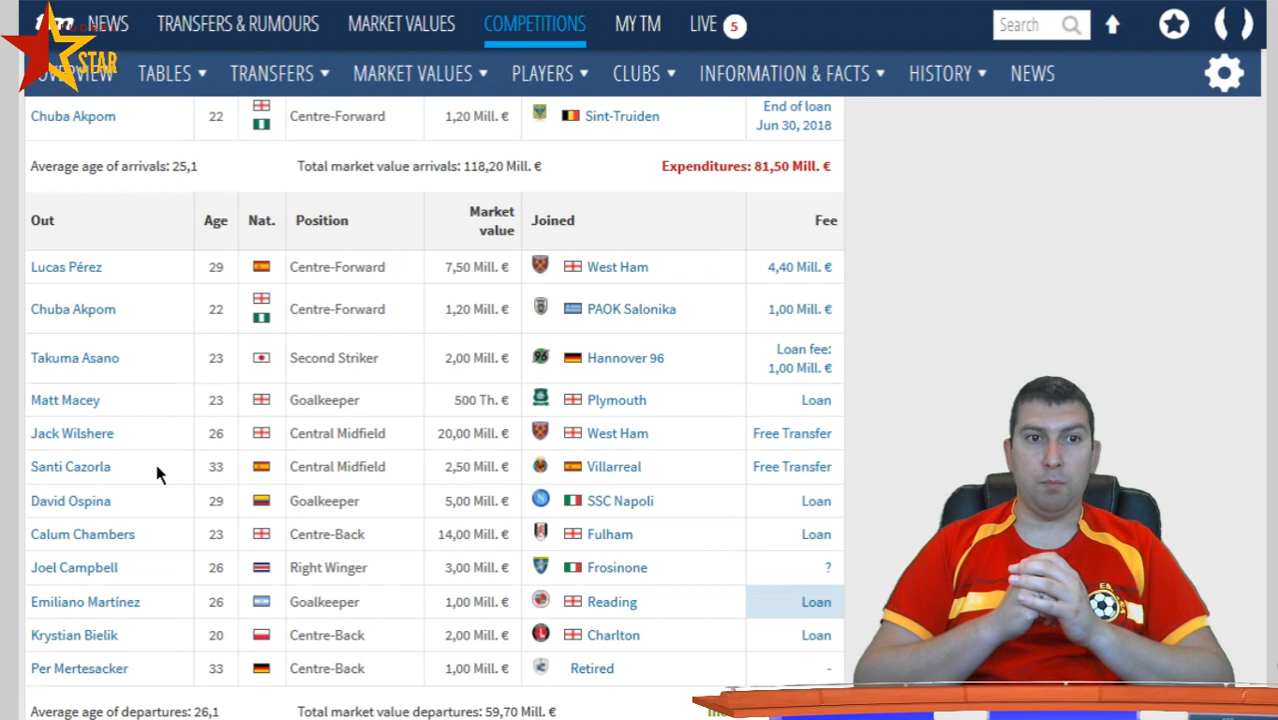 NEWS TRANSFERS & RUMOURS MARKET VALUES COMPETITIONS MY TM LIVE 5 Search
STAR
OVERVIEW TABLES TRANSFERS MARKET VALUES PLAYERS CLUBS INFORMATION & FACTS HISTORY NEWS
Chuba Akpom 22 Centre-Forward 1,20 Mill. € Sint-Truiden End of loan
Jun 30, 2018
Average age of arrivals: 25,1 Total market value arrivals: 118,20 Mill. € Expenditures: 81,50 Mill. €
Out Age Nat. Position Market value Joined Fee
Lucas Pérez 29 Centre-Forward 7,50 Mill. € West Ham 4,40 Mill. €
Chuba Akpom 22 Centre-Forward 1,20 Mill. € PAOK Salonika 1,00 Mill. €
Takuma Asano 23 Second Striker 2,00 Mill. € Hannover 96 Loan fee:
1,00 Mill. €
Matt Macey 23 Goalkeeper 500 Th. € Plymouth Loan
Jack Wilshere 26 Central Midfield 20,00 Mill. € West Ham Free Transfer
Santi Cazorla 33 Central Midfield 2,50 Mill. € Villarreal Free Transfer
David Ospina 29 Goalkeeper 5,00 Mill. € SSC Napoli Loan
Calum Chambers 23 Centre-Back 14,00 Mill. € Fulham Loan
Joel Campbell 26 Right Winger 3,00 Mill. € Frosinone ?
Emiliano Martínez 26 Goalkeeper 1,00 Mill. € Reading Loan
Krystian Bielik 20 Centre-Back 2,00 Mill. € Charlton Loan
Per Mertesacker 33 Centre-Back 1,00 Mill. € Retired -
Average age of departures: 26,1 Total market value departures: 59,70 Mill. €